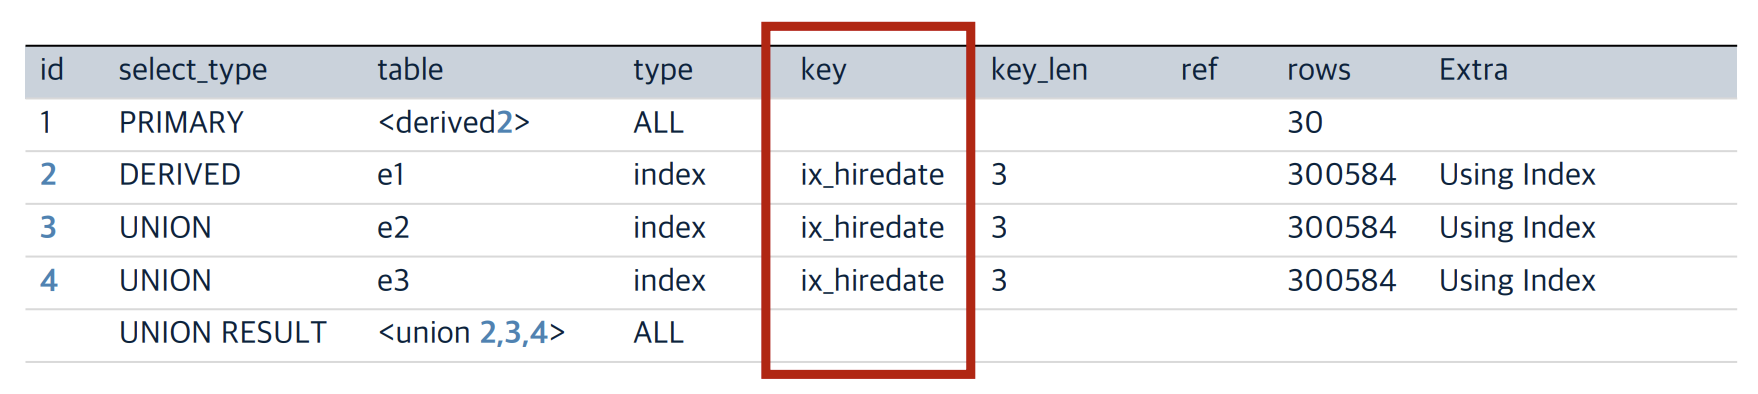 id select_type table type key key_len ref rows Extra
1 PRIMARY <derived2> ALL 30
2 DERIVED e1 index ix_hiredate 3 300584 Using Index
3 UNION e2 index ix_hiredate 3 300584 Using Index
4 UNION e3 index ix_hiredate 3 300584 Using Index
UNION RESULT <union 2,3,4> ALL